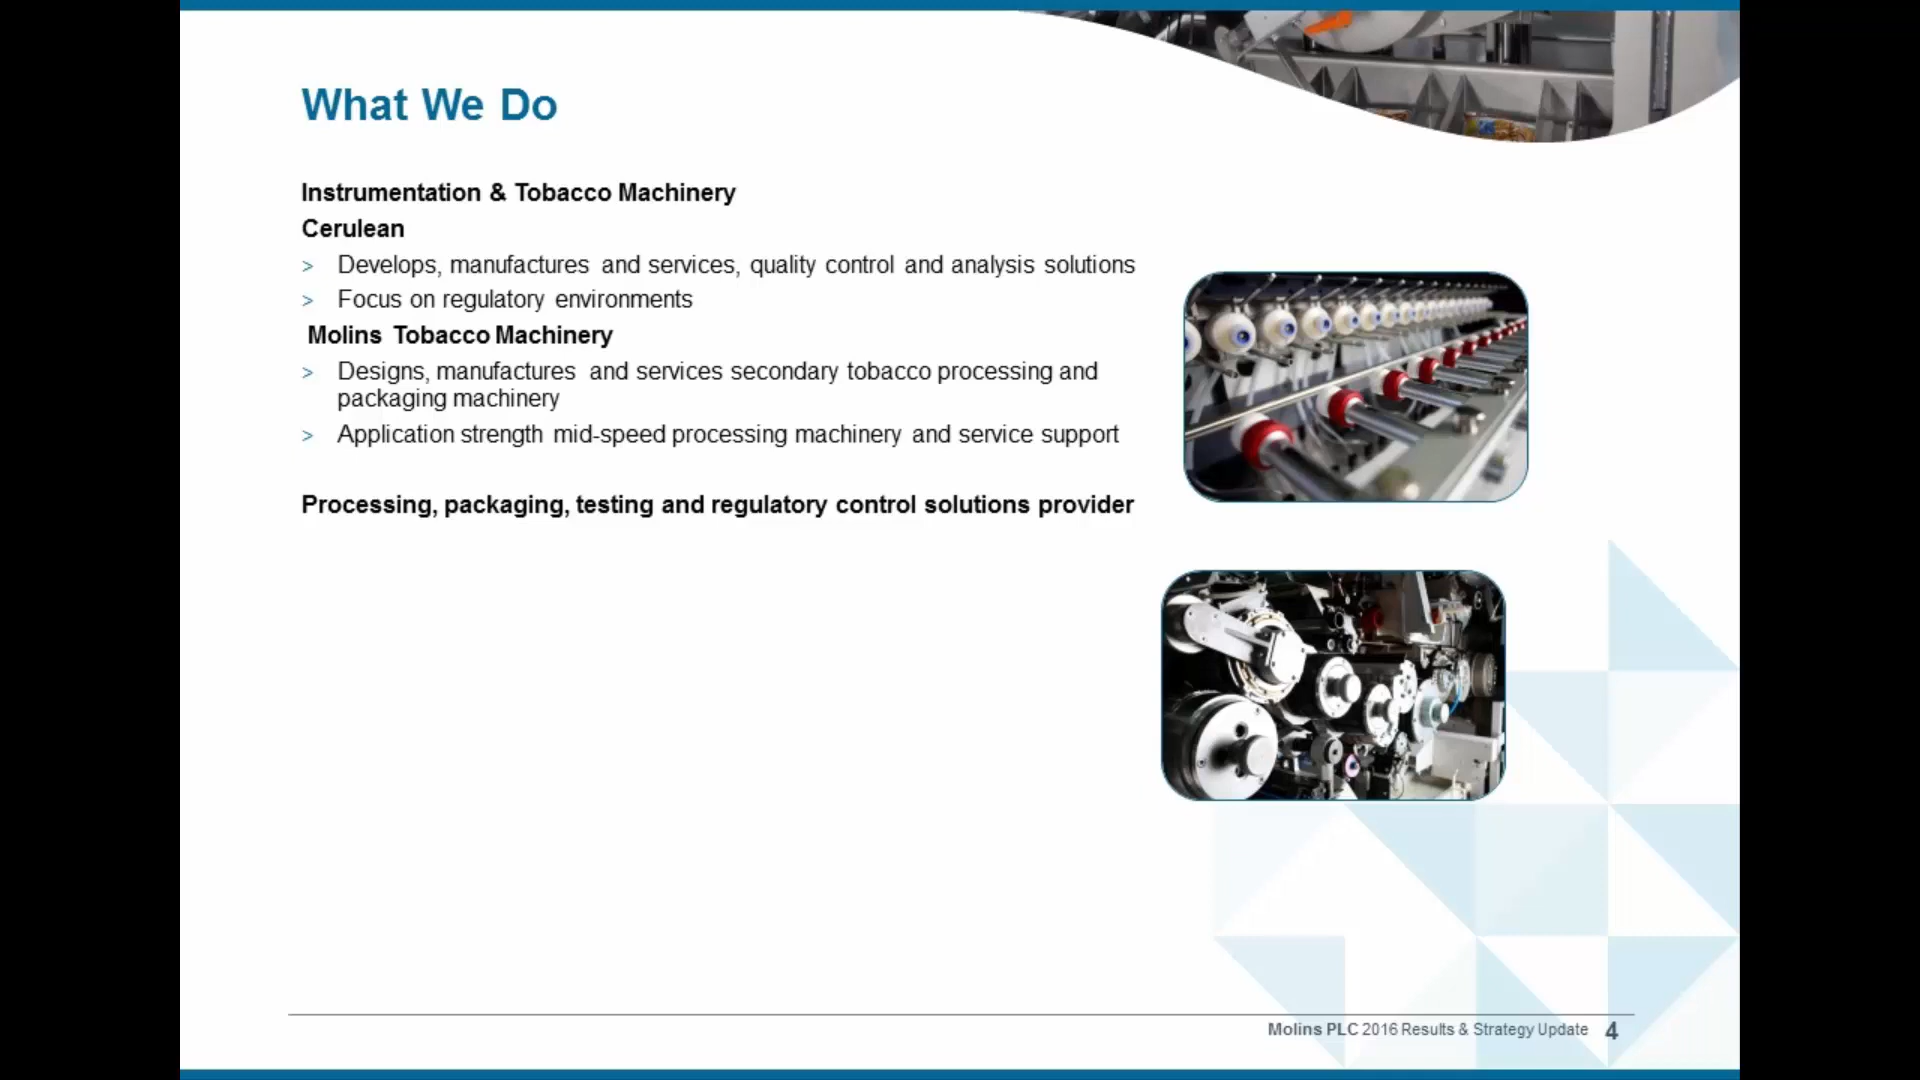 What We Do
Instrumentation & Tobacco Machinery
Cerulean
> Develops, manufactures and services, quality control and analysis solutions
> Focus on regulatory environments
Molins Tobacco Machinery
> Designs, manufactures and services secondary tobacco processing and
packaging machinery
> Application strength mid-speed processing machinery and service support
Processing, packaging, testing and regulatory control solutions provider
Molins PLC 2016 Results & Strategy Update 4